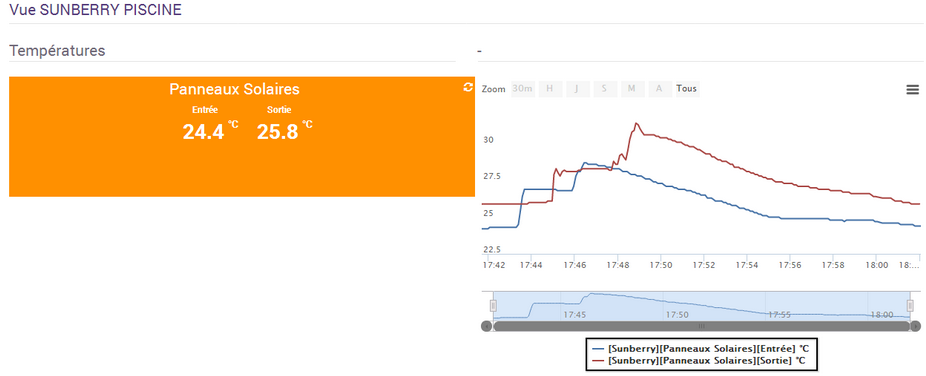 Vue SUNBERRY PISCINE
Températures
-
Panneaux Solaires
Entrée Sortie
24.4 °C 25.8 °C
Zoom 30m H J S M A Tous
30
27.5
25
22.5
17:42 17:44 17:46 17:48 17:50 17:52 17:54 17:56 17:58 18:00 18:...
17:45 17:50 17:55 18:00
[Sunberry][Panneaux Solaires][Entrée] °C
[Sunberry][Panneaux Solaires][Sortie] °C